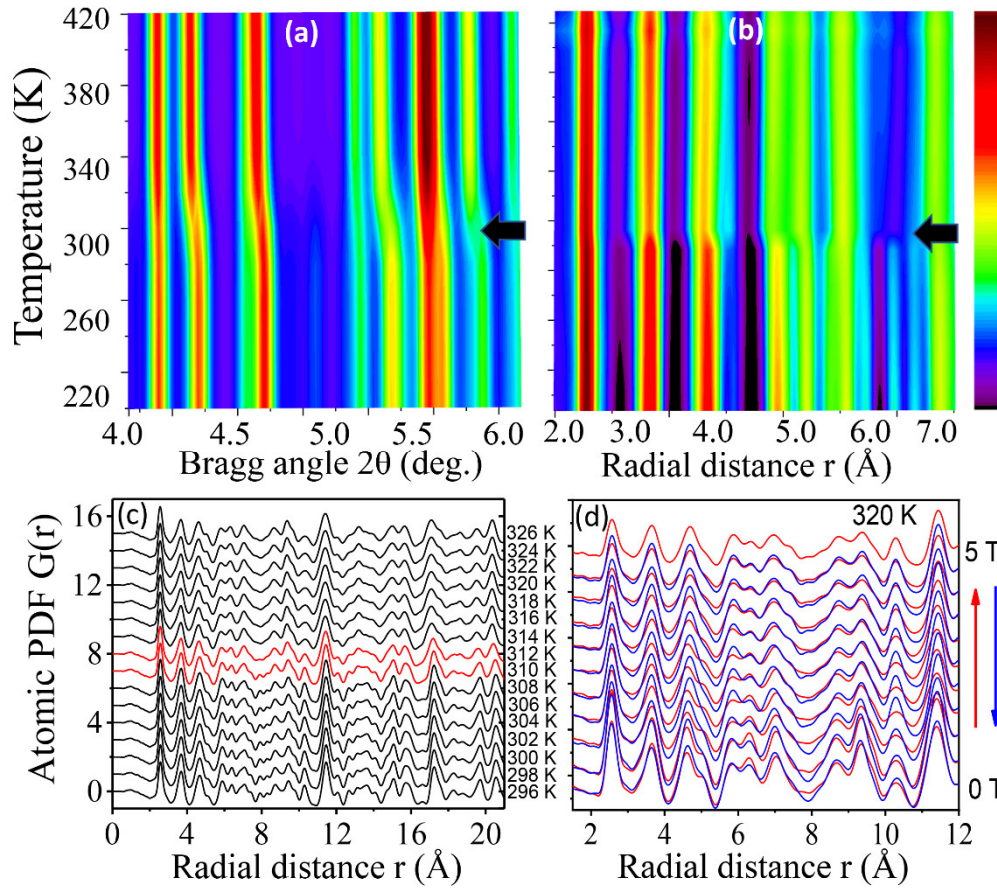 (a)
(b)
Temperature (K)
420
380
340
300
260
220
4.0 4.5 5.0 5.5 6.0
Bragg angle 2θ (deg.)
2.0 3.0 4.0 5.0 6.0 7.0
Radial distance r (Å)
(c)
Atomic PDF G(r)
16
12
8
4
0
326 K
324 K
322 K
320 K
318 K
316 K
314 K
312 K
310 K
308 K
306 K
304 K
302 K
300 K
298 K
296 K
0 4 8 12 16 20
Radial distance r (Å)
(d)
320 K
5 T
0 T
2 4 6 8 10 12
Radial distance r (Å)